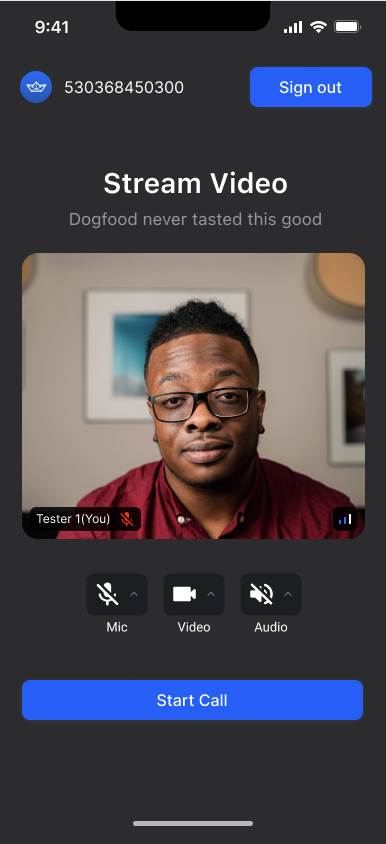 9:41
530368450300
Sign out
Stream Video
Dogfood never tasted this good
Tester 1(You)
Mic
Video
Audio
Start Call